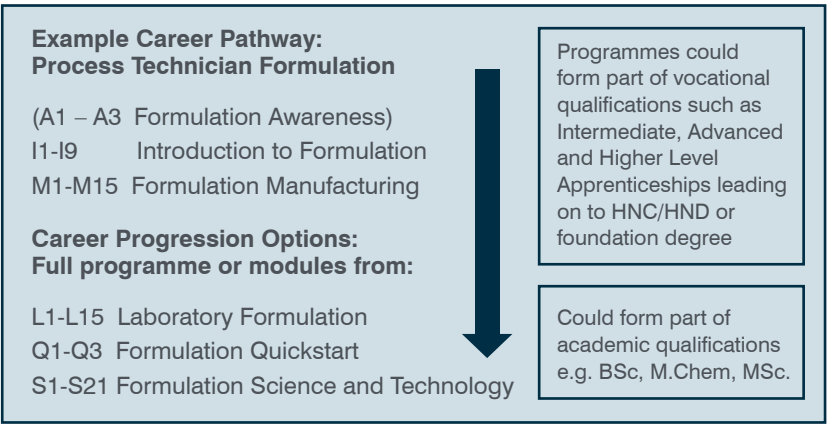 Example Career Pathway:
Process Technician Formulation
(A1 – A3 Formulation Awareness)
I1-I9 Introduction to Formulation
M1-M15 Formulation Manufacturing
Career Progression Options:
Full programme or modules from:
L1-L15 Laboratory Formulation
Q1-Q3 Formulation Quickstart
S1-S21 Formulation Science and Technology
Programmes could
form part of vocational
qualifications such as
Intermediate, Advanced
and Higher Level
Apprenticeships leading
on to HNC/HND or
foundation degree
Could form part of
academic qualifications
e.g. BSc, M.Chem, MSc.